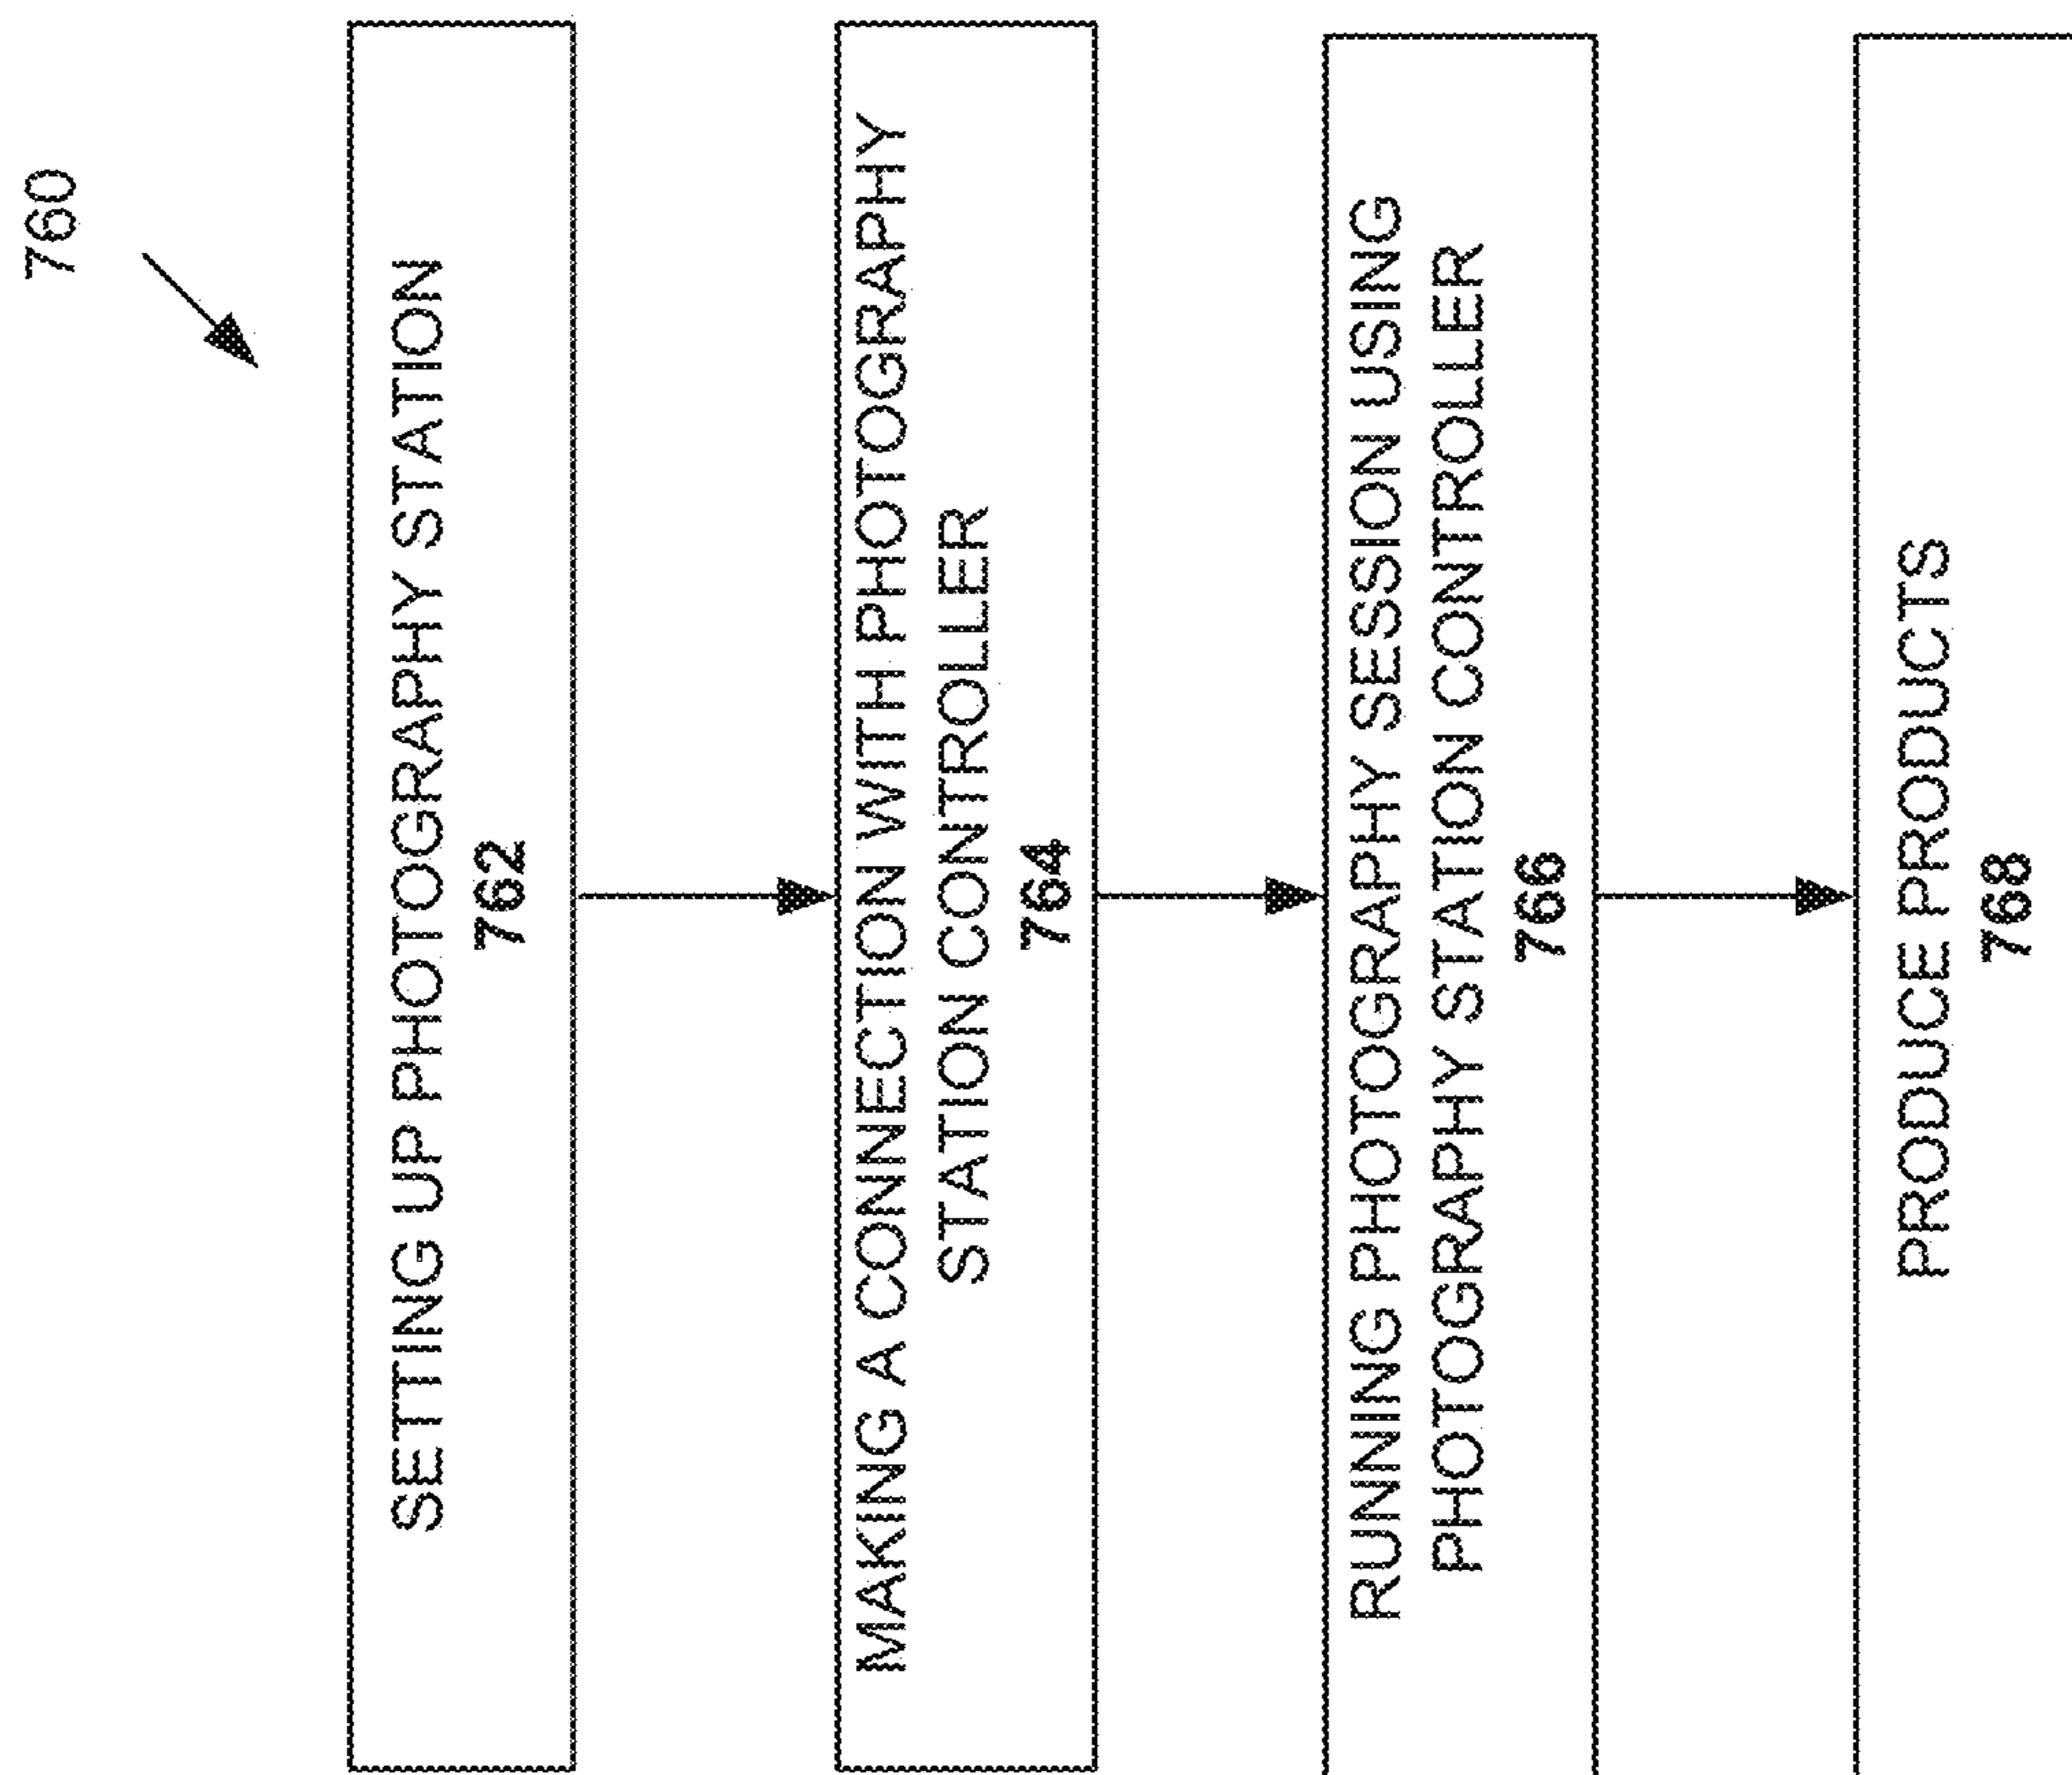 760
SETTING UP PHOTOGRAPHY STATION
762
MAKING A CONNECTION WITH PHOTOGRAPHY
STATION CONTROLLER
764
RUNNING PHOTOGRAPHY SESSION USING
PHOTOGRAPHY STATION CONTROLLER
766
PRODUCE PRODUCTS
768